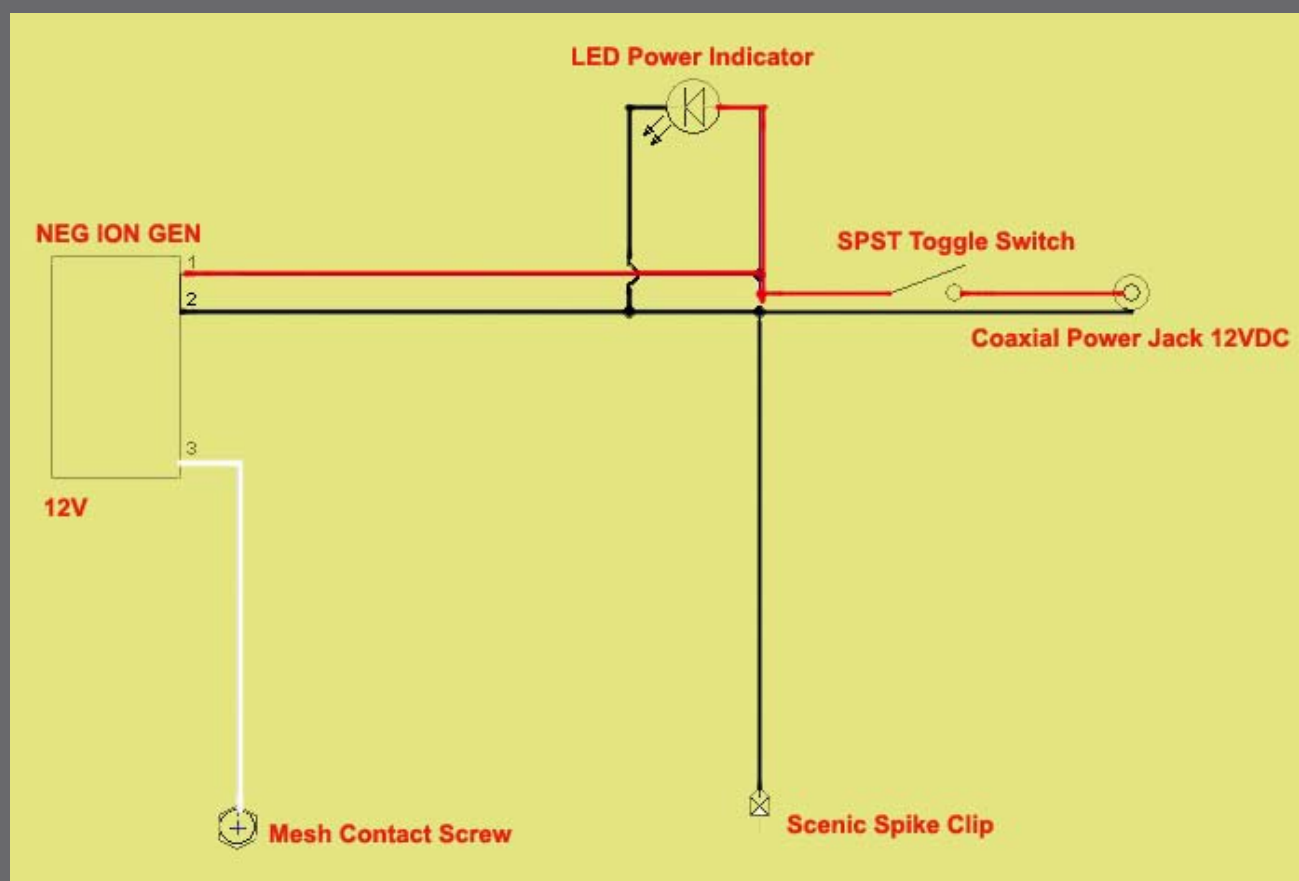 LED Power Indicator
NEG ION GEN
SPST Toggle Switch
1
2
Coaxial Power Jack 12VDC
3
12V
Mesh Contact Screw
Scenic Spike Clip